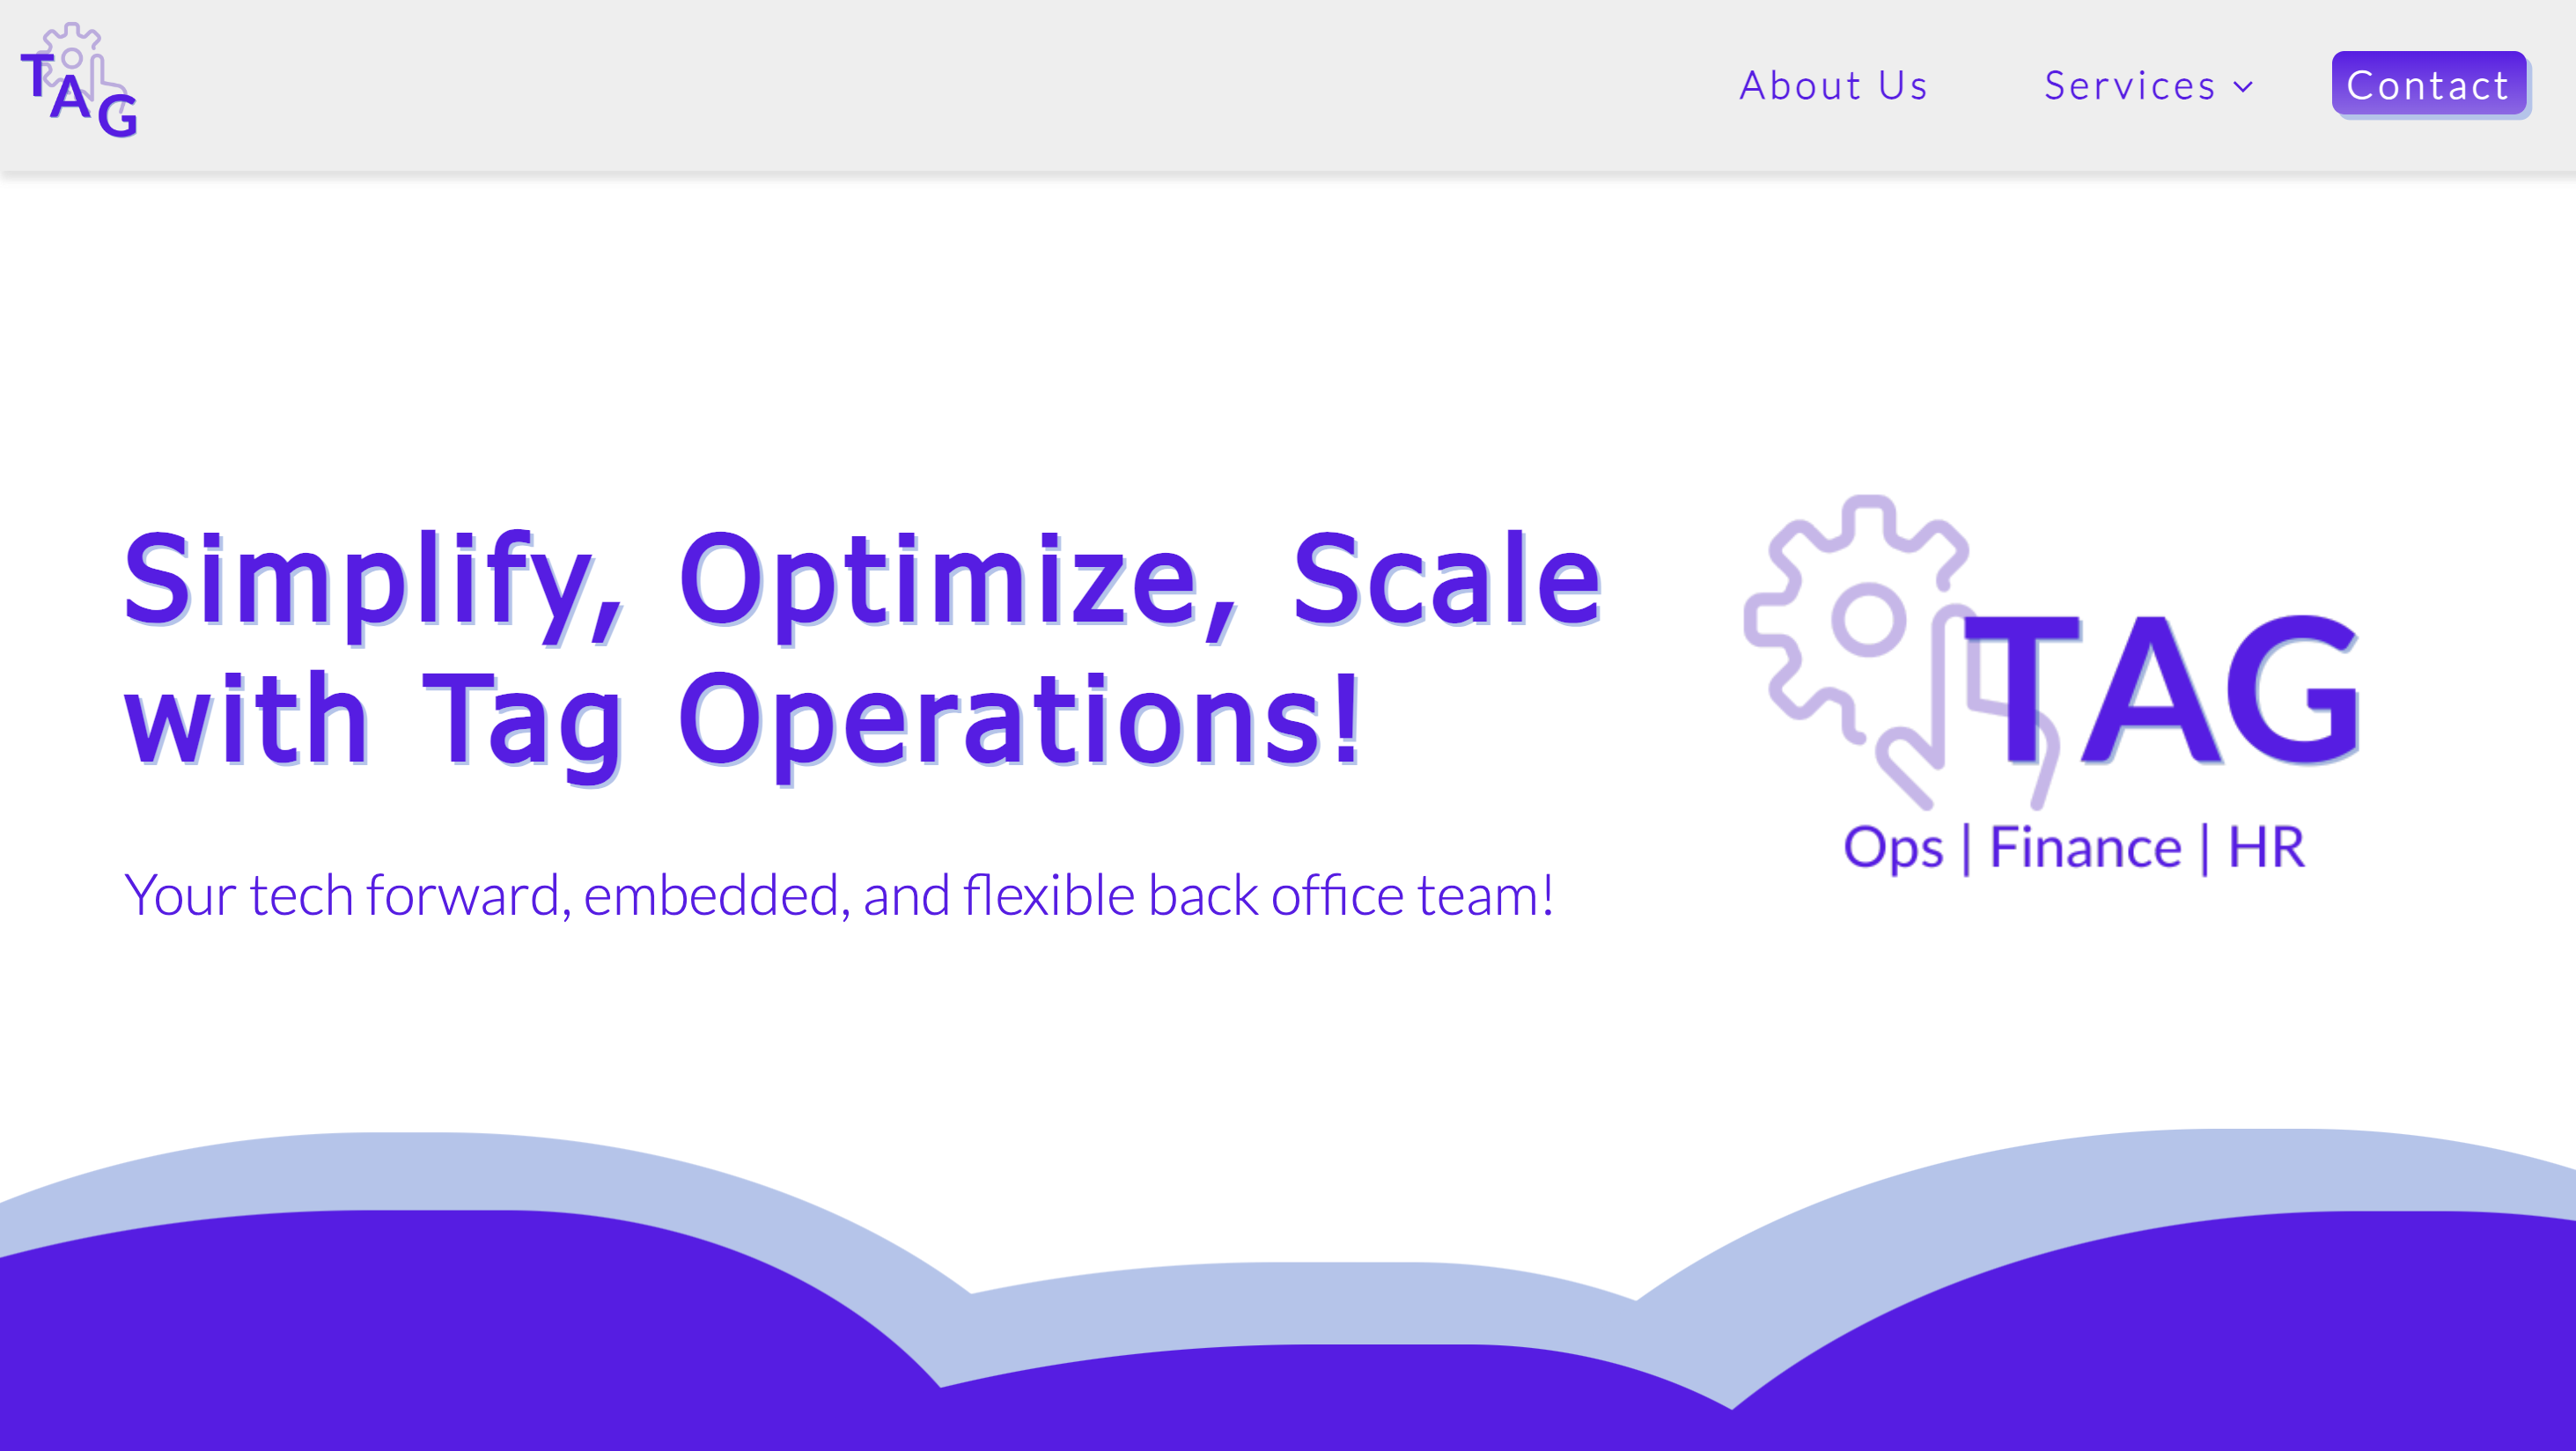 TAG
About Us
Services
Contact
Simplify, Optimize, Scale
with Tag Operations!
Your tech forward, embedded, and flexible back office team!
TAG
Ops | Finance | HR